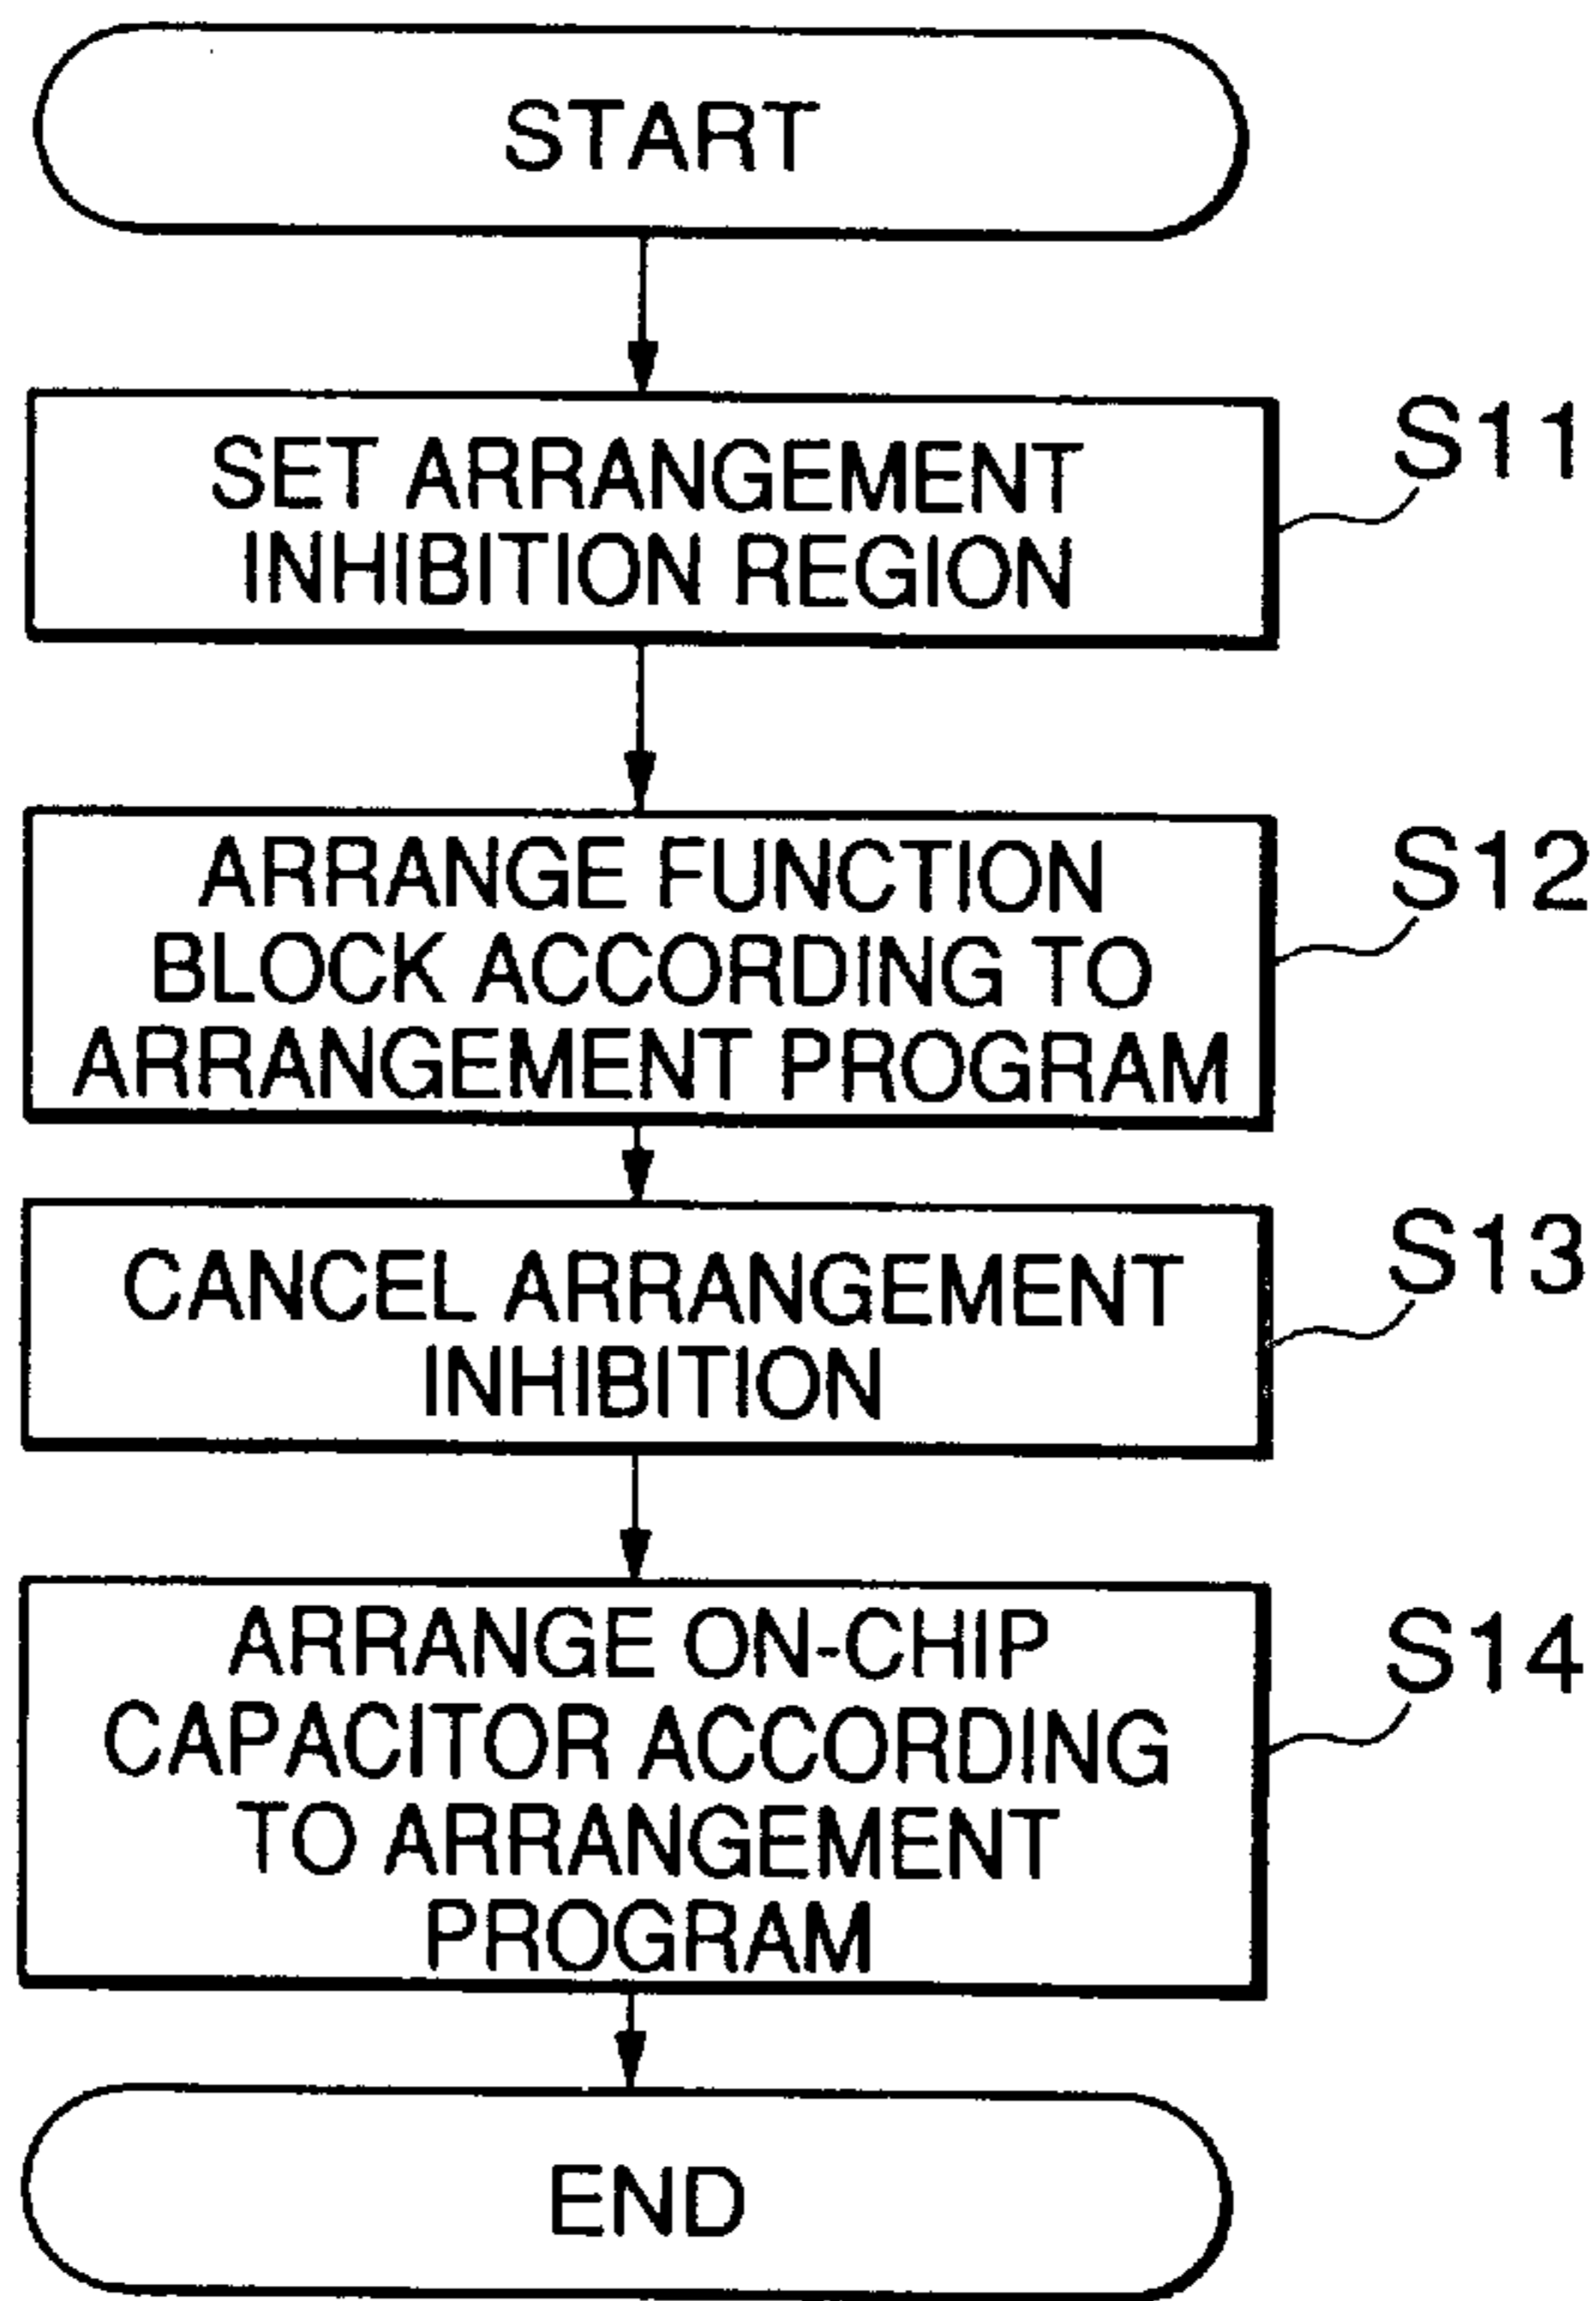 START
SET ARRANGEMENT
INHIBITION REGION
S11
ARRANGE FUNCTION
BLOCK ACCORDING TO
ARRANGEMENT PROGRAM
S12
CANCEL ARRANGEMENT
INHIBITION
S13
ARRANGE ON-CHIP
CAPACITOR ACCORDING
TO ARRANGEMENT
PROGRAM
S14
END